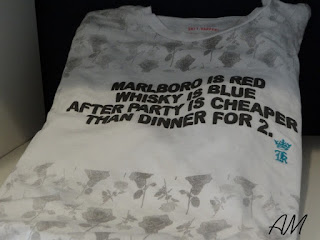 MARLBORO IS RED
WHISKY IS BLUE
AFTER PARTY IS CHEAPER
THAN DINNER FOR 2.
AM